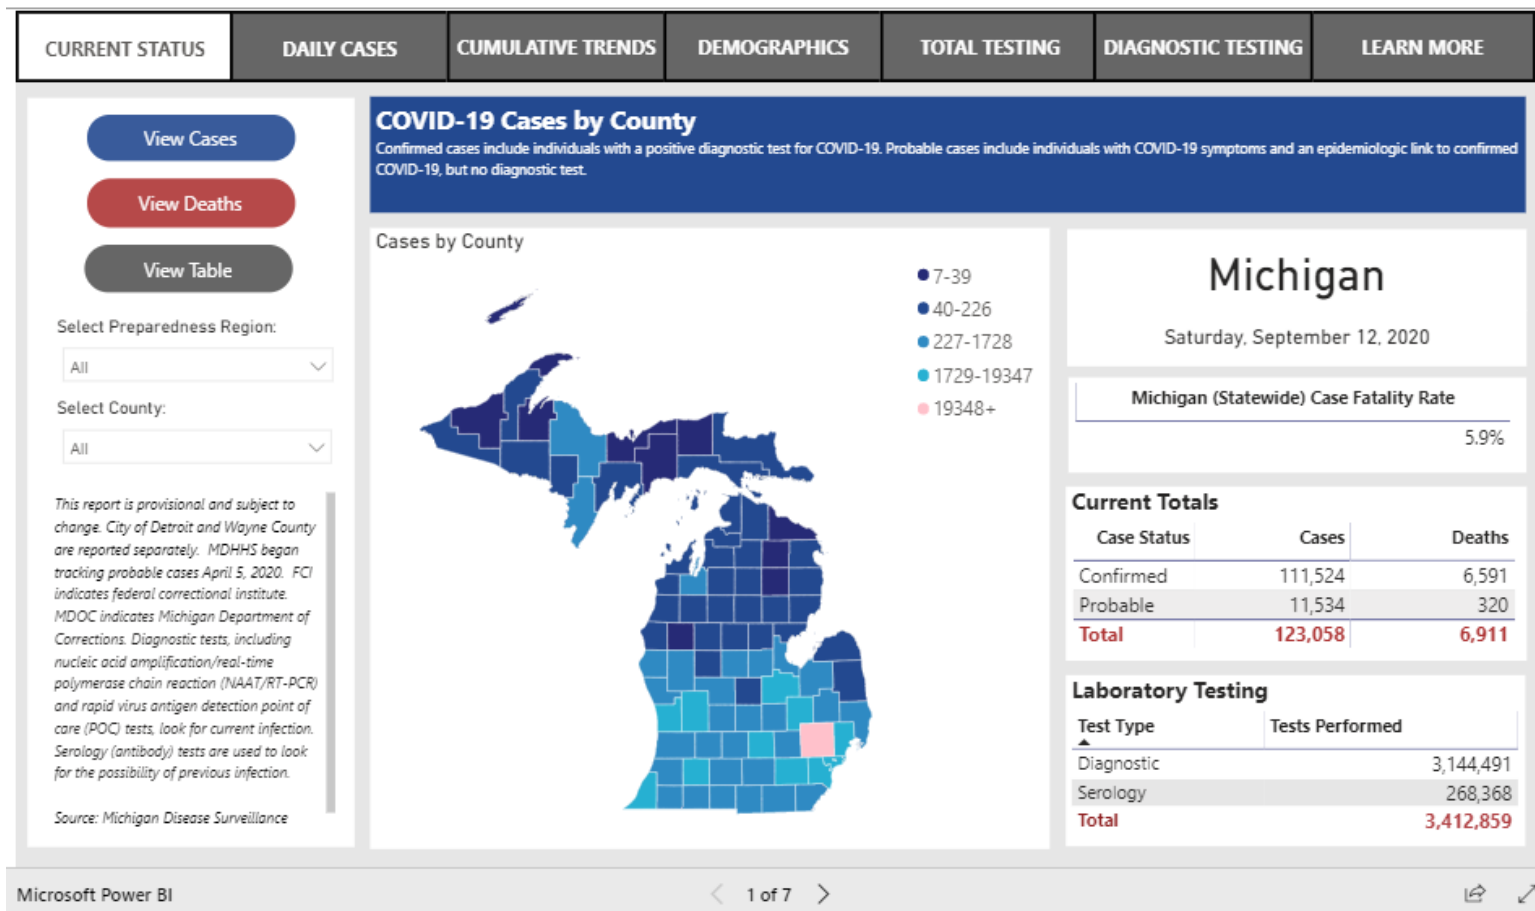 CURRENT STATUS
DAILY CASES
CUMULATIVE TRENDS
DEMOGRAPHICS
TOTAL TESTING
DIAGNOSTIC TESTING
LEARN MORE
View Cases
View Deaths
View Table
Select Preparedness Region:
All
Select County:
All
This report is provisional and subject to
change. City of Detroit and Wayne County
are reported separately. MDHHS began
tracking probable cases April 5, 2020. FCI
indicates federal correctional institute.
MDOC indicates Michigan Department of
Corrections. Diagnostic tests, including
nucleic acid amplification/real-time
polymerase chain reaction (NAAT/RT-PCR)
and rapid virus antigen detection point of
care (POC) tests, look for current infection.
Serology (antibody) tests are used to look
for the possibility of previous infection.
Source: Michigan Disease Surveillance
COVID-19 Cases by County
Confirmed cases include individuals with a positive diagnostic test for COVID-19. Probable cases include individuals with COVID-19 symptoms and an epidemiologic link to confirmed
COVID-19, but no diagnostic test.
Cases by County
7-39
40-226
227-1728
1729-19347
19348+
Michigan
Saturday, September 12, 2020
Michigan (Statewide) Case Fatality Rate
5.9%
Current Totals
Case Status Cases Deaths
Confirmed 111,524 6,591
Probable 11,534 320
Total 123,058 6,911
Laboratory Testing
Test Type Tests Performed
Diagnostic 3,144,491
Serology 268,368
Total 3,412,859
Microsoft Power BI
1 of 7